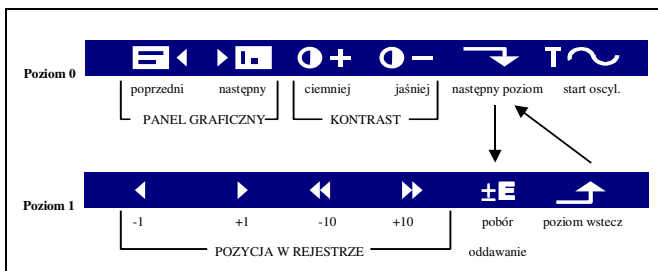 Poziom 0
T
poprzedni następny ciemniej jaśniej następny poziom start oscyl.
PANEL GRAFICZNY KONTRAST
Poziom 1
±E
-1 +1 -10 +10 pobór poziom wstecz
POZYCJA W REJESTRZE oddawanie